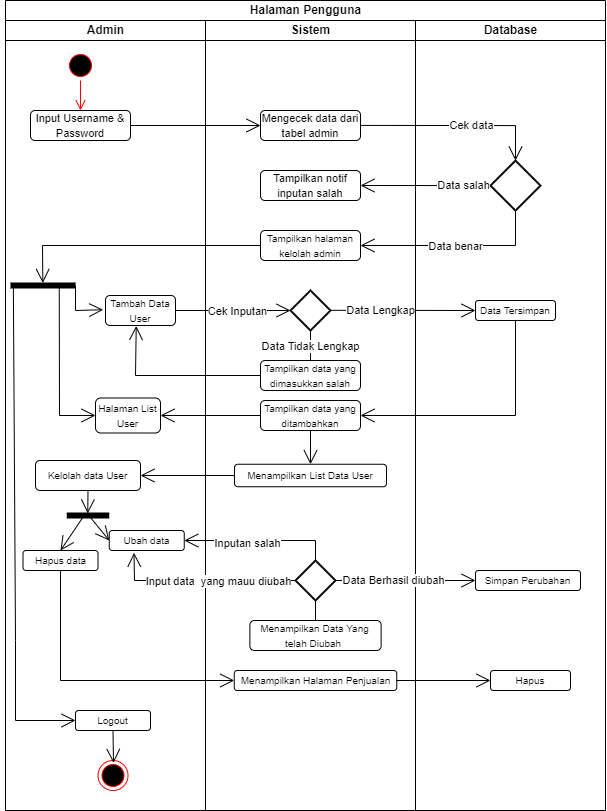 Halaman Pengguna
Admin
Sistem
Database
Input Username &
Password
Mengecek data dari
tabel admin
Cek data
Tampilkan notif
inputan salah
Data salah
Tampilkan halaman
kelolah admin
Data benar
Tambah Data
User
Cek Inputan
Data Lengkap
Data Tersimpan
Data Tidak Lengkap
Tampilkan data yang
dimasukkan salah
Halaman List
User
Tampilkan data yang
ditambahkan
Kelolah data User
Menampilkan List Data User
Ubah data
Inputan salah
Hapus data
Input data  yang mauu diubah
Data Berhasil diubah
Simpan Perubahan
Menampilkan Data Yang
telah Diubah
Menampilkan Halaman Penjualan
Hapus
Logout